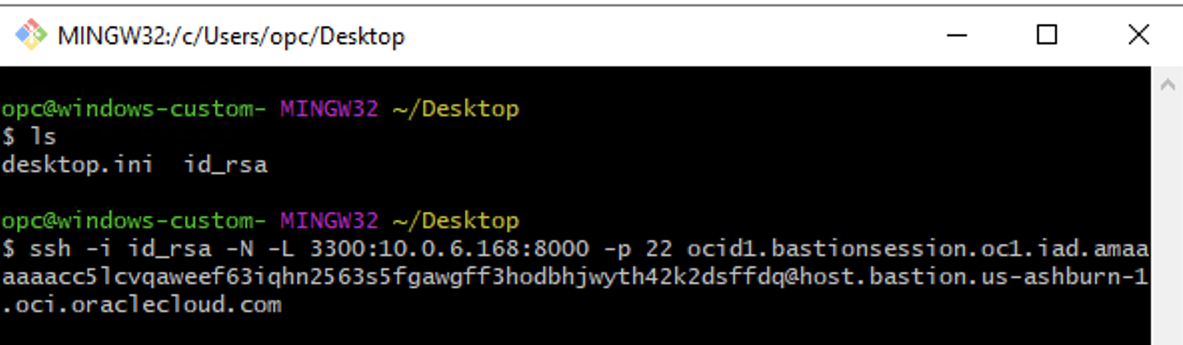 MINGW32:/c/Users/opc/Desktop
opc@windows-custom- MINGW32 ~/Desktop
$ ls
desktop.ini  id_rsa
opc@windows-custom- MINGW32 ~/Desktop
$ ssh -i id_rsa -N -L 3300:10.0.6.168:8000 -p 22 ocid1.bastionsession.oc1.iad.amaa
aaaaacc5lcvqaweef63iqhn2563s5fgawgff3hodbhjwyth42k2dsffdq@host.bastion.us-ashburn-1
.oci.oraclecloud.com